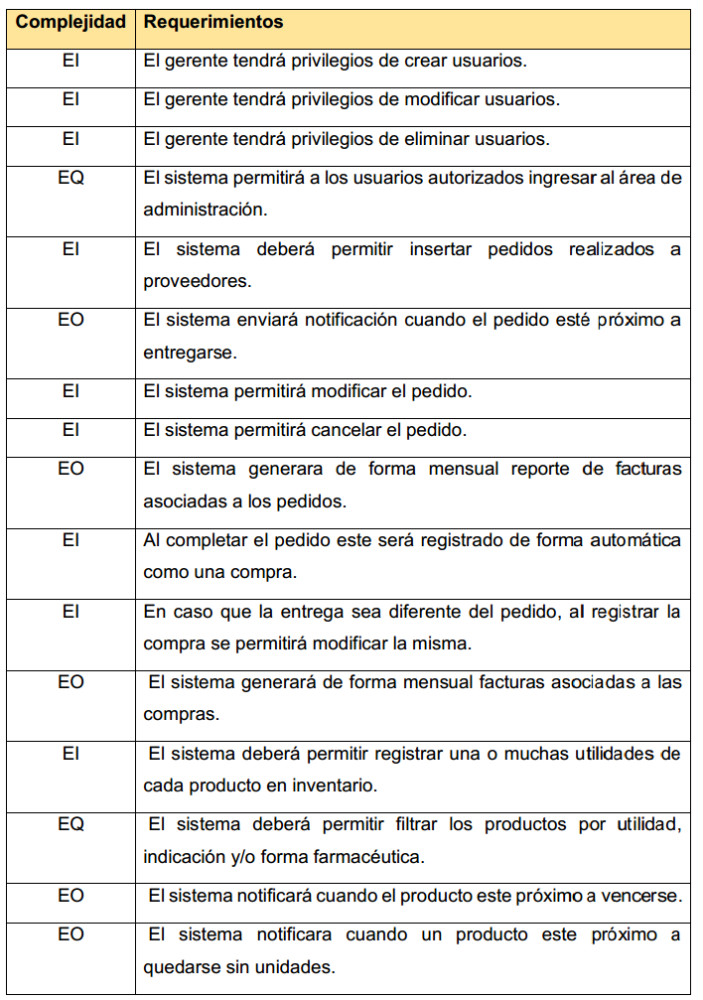 Complejidad Requerimientos
EI El gerente tendrá privilegios de crear usuarios.
EI El gerente tendrá privilegios de modificar usuarios.
EI El gerente tendrá privilegios de eliminar usuarios.
EQ El sistema permitirá a los usuarios autorizados ingresar al área de
administración.
EI El sistema deberá permitir insertar pedidos realizados a
proveedores.
EO El sistema enviará notificación cuando el pedido esté próximo a
entregarse.
EI El sistema permitirá modificar el pedido.
EI El sistema permitirá cancelar el pedido.
EO El sistema generara de forma mensual reporte de facturas
asociadas a los pedidos.
EI Al completar el pedido este será registrado de forma automática
como una compra.
EI En caso que la entrega sea diferente del pedido, al registrar la
compra se permitirá modificar la misma.
EO El sistema generará de forma mensual facturas asociadas a las
compras.
EI El sistema deberá permitir registrar una o muchas utilidades de
cada producto en inventario.
EQ El sistema deberá permitir filtrar los productos por utilidad,
indicación y/o forma farmacéutica.
EO El sistema notificará cuando el producto este próximo a vencerse.
EO El sistema notificara cuando un producto este próximo a
quedarse sin unidades.